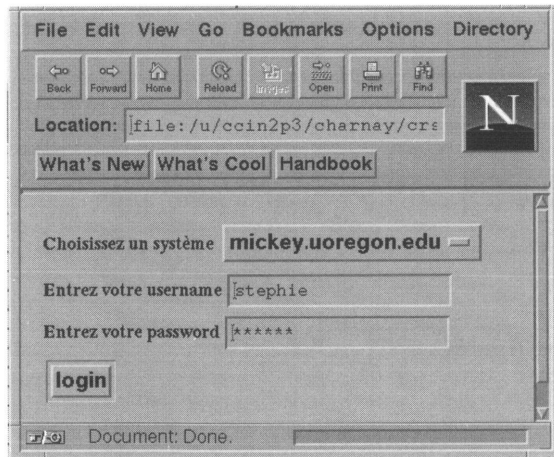 File Edit View Go Bookmarks Options Directory
Back Forward Home Reload Images Open Print Find
Location: file:/u/ccin2p3/charnay/crs
N
What's New What's Cool Handbook
Choisissez un système mickey.uoregon.edu
Entrez votre username stephie
Entrez votre password ******
login
Document: Done.